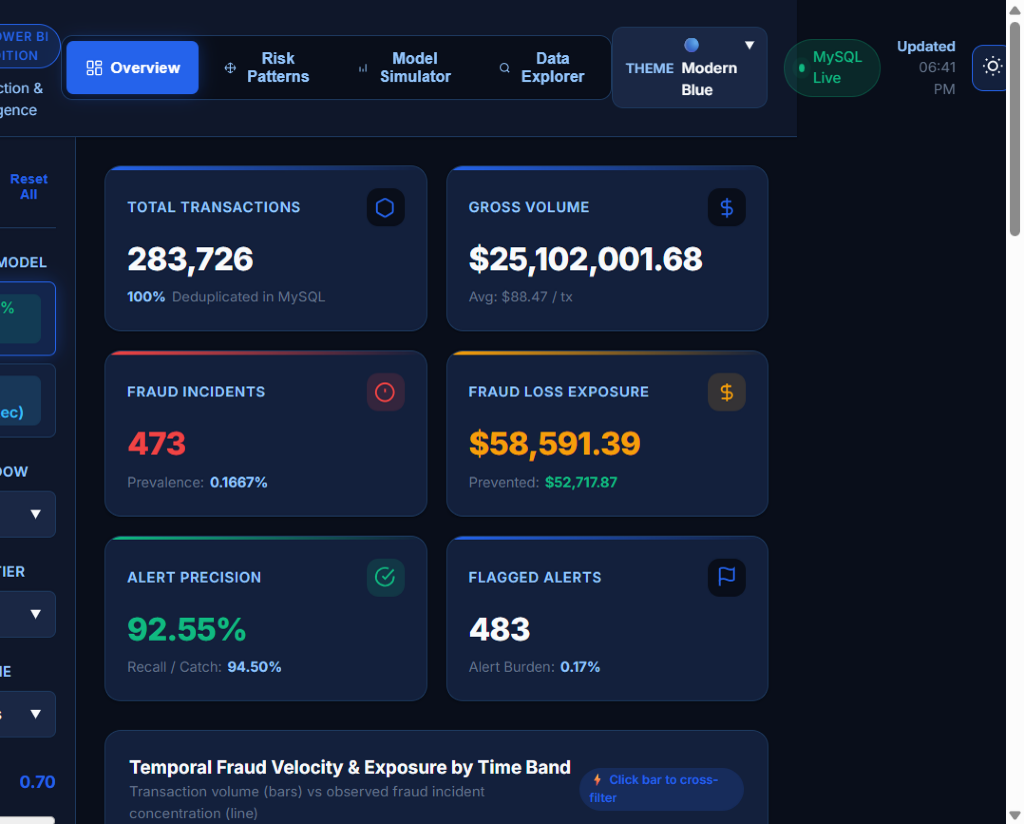 OWER BI
ITION
ction &
gence
Overview
Risk
Patterns
Model
Simulator
Data
Explorer
THEME
Modern
Blue
▼
MySQL
Live
Updated
06:41
PM
Reset
All
MODEL
%
ec)
DOW
▼
TIER
▼
IE
s ▼
0.70
TOTAL TRANSACTIONS
283,726
100% Deduplicated in MySQL
GROSS VOLUME
$
$25,102,001.68
Avg: $88.47 / tx
FRAUD INCIDENTS
473
Prevalence: 0.1667%
FRAUD LOSS EXPOSURE
$
$58,591.39
Prevented: $52,717.87
ALERT PRECISION
92.55%
Recall / Catch: 94.50%
FLAGGED ALERTS
483
Alert Burden: 0.17%
Temporal Fraud Velocity & Exposure by Time Band
Transaction volume (bars) vs observed fraud incident
concentration (line)
Click bar to cross-
filter